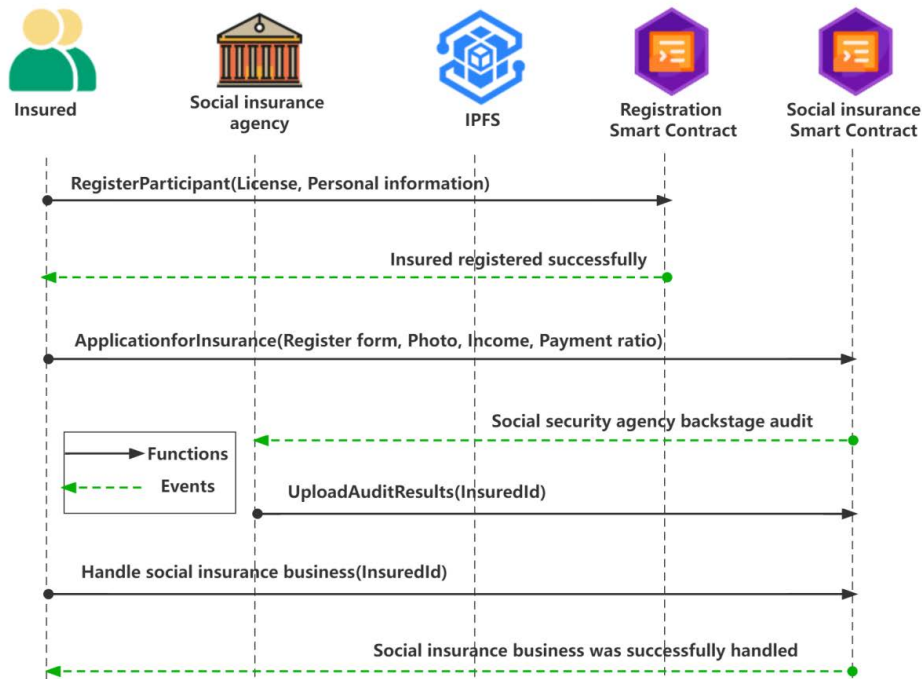 Insured
Social insurance
agency
IPFS
Registration
Smart Contract
Social insurance
Smart Contract
RegisterParticipant(License, Personal information)
Insured registered successfully
ApplicationforInsurance(Register form, Photo, Income, Payment ratio)
Social security agency backstage audit
Functions
Events
UploadAuditResults(InsuredId)
Handle social insurance business(InsuredId)
Social insurance business was successfully handled